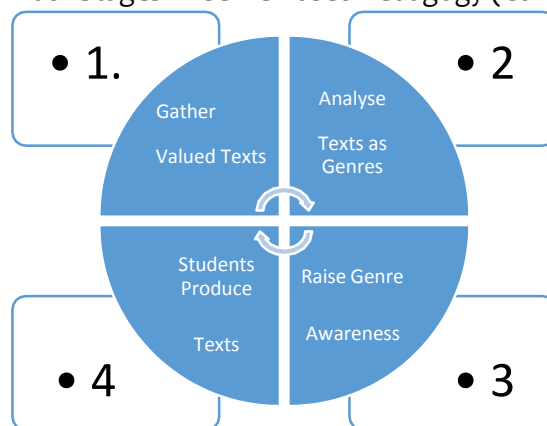 • 1.
Gather
Valued Texts
• 2
Analyse
Texts as
Genres
• 3
Raise Genre
Awareness
• 4
Students
Produce
Texts